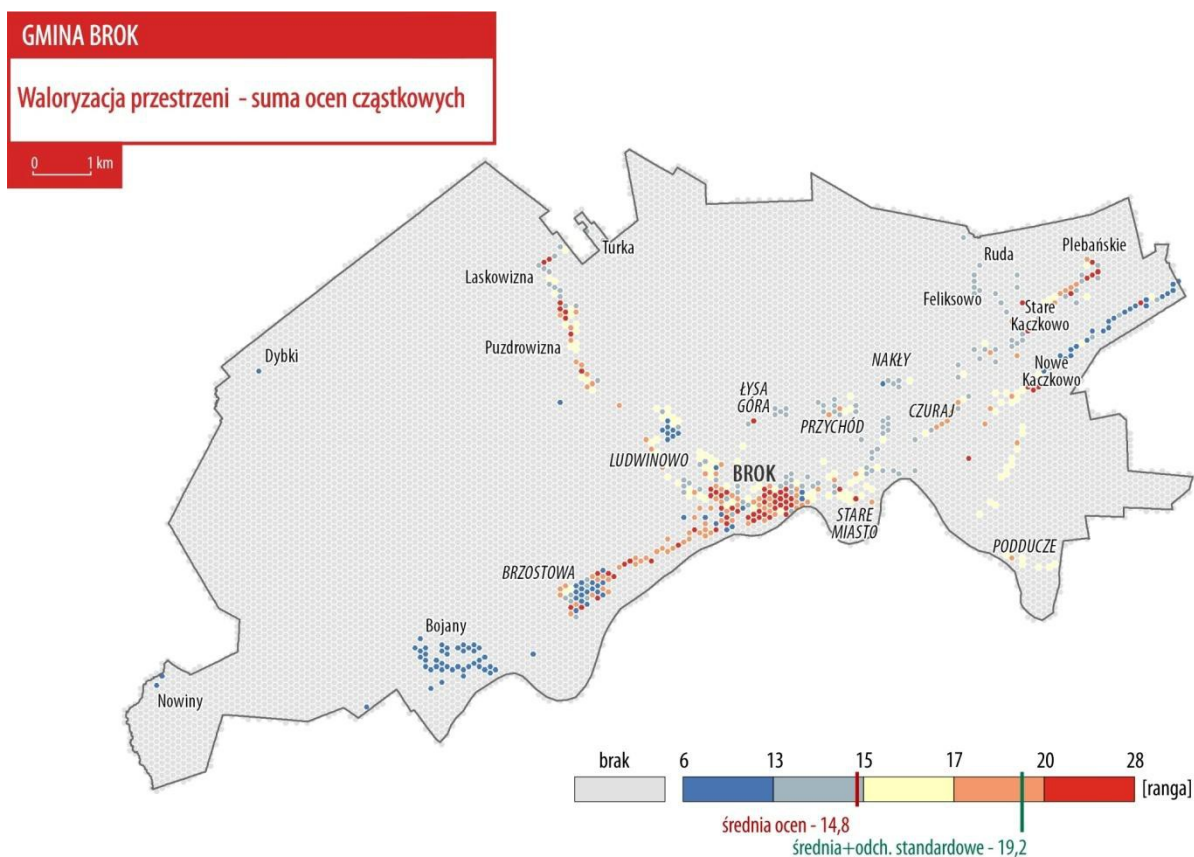 GMINA BROK
Waloryzacja przestrzeni - suma ocen cząstkowych
0 1 km
Turka
Ruda
Plebańskie
Laskowizna
Feliksowo
Stare
Kaczkowo
Puzdrowizna
Dybki
NAKŁY
Nowe
Kaczkowo
ŁYSA
GÓRA
CZURAJ
PRZYCHÓD
LUDWINOWO
BROK
STARE
MIASTO
PODDUCZE
BRZOSTOWA
Bojany
Nowiny
brak 6 13 15 17 20 28
[ranga]
średnia ocen - 14,8
średnia+odch. standardowe - 19,2